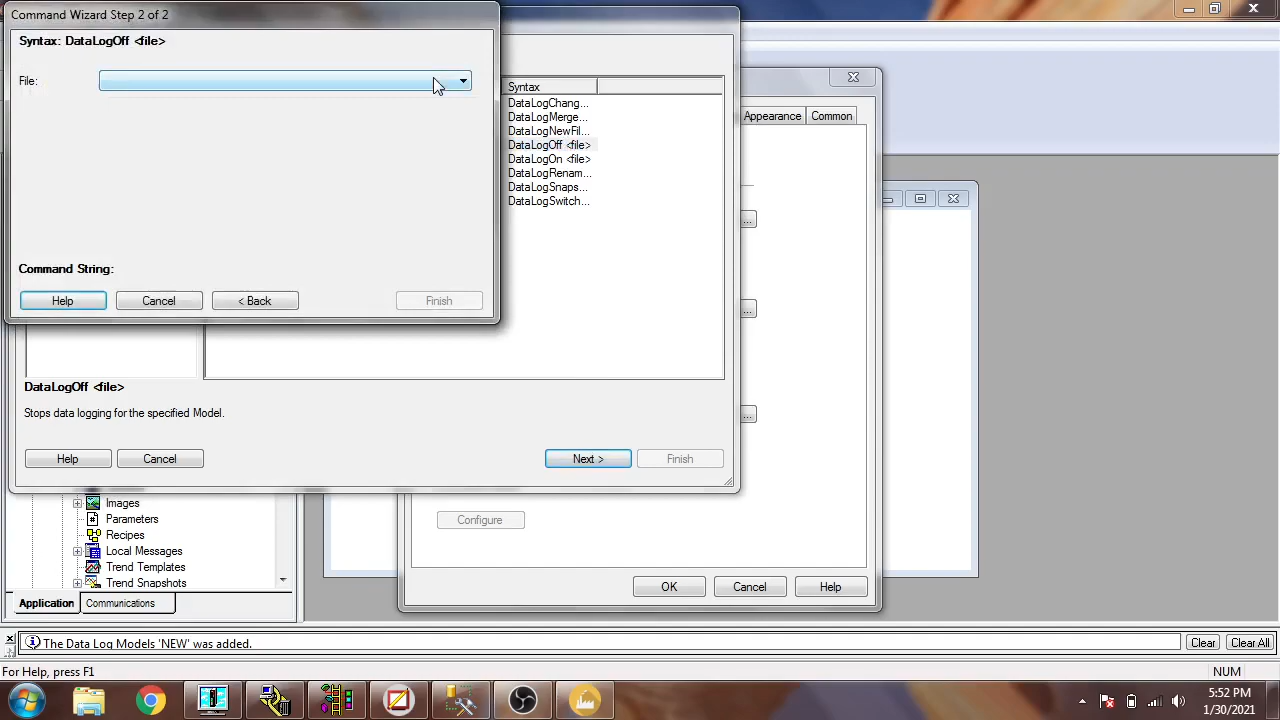 Command Wizard Step 2 of 2
Syntax: DataLogOff <file>
File:
Command String:
Help
Cancel
< Back
Finish
Syntax
DataLogChang...
DataLogMerge...
DataLogNewFil...
DataLogOff <file>
DataLogOn <file>
DataLogRenam...
DataLogSnaps...
DataLogSwitch...
DataLogOff <file>
Stops data logging for the specified Model.
Help
Cancel
Next >
Finish
Appearance
Common
...
...
...
Configure
OK
Cancel
Help
Images
Parameters
Recipes
Local Messages
Trend Templates
Trend Snapshots
Application
Communications
The Data Log Models 'NEW' was added.
Clear
Clear All
For Help, press F1
NUM
5:52 PM
1/30/2021